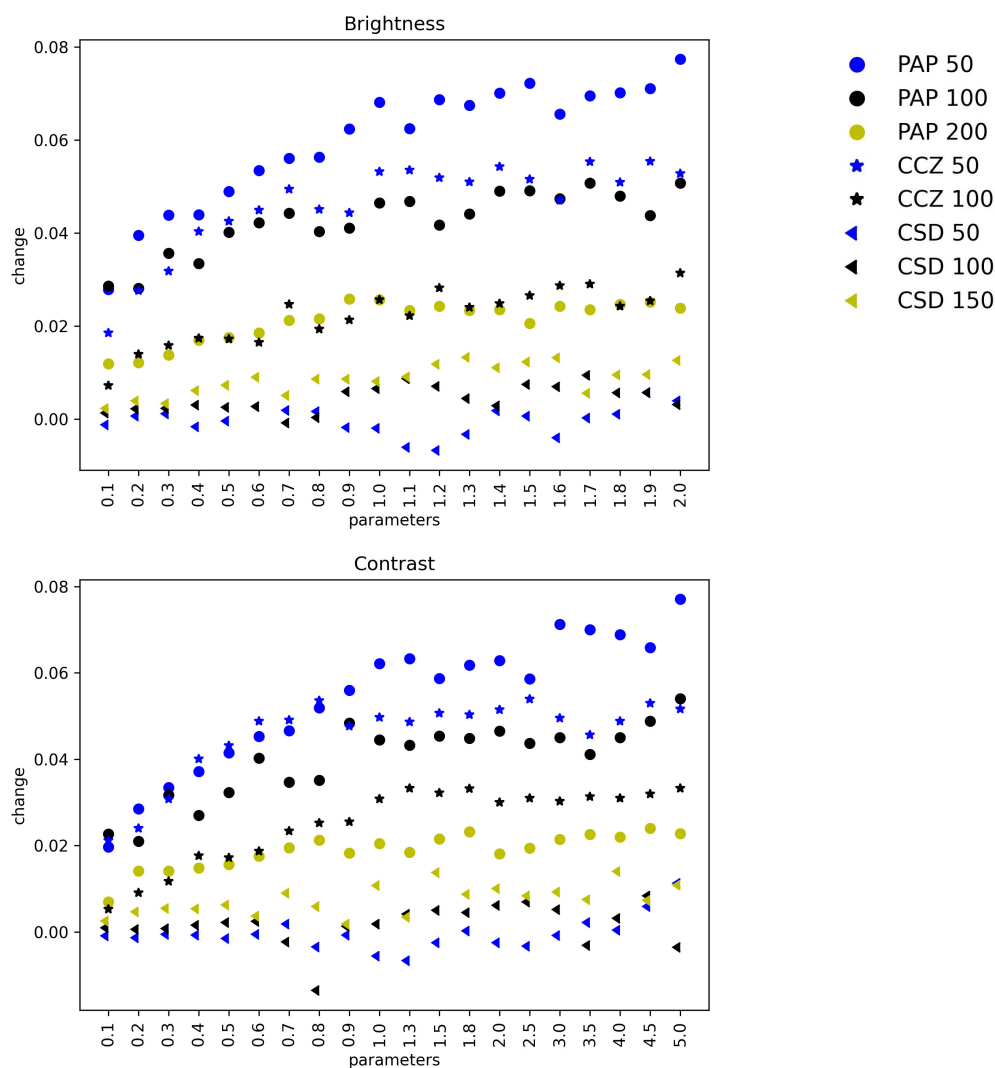 Brightness
0.08
0.06
0.04
0.02
0.00
change
0.1 0.2 0.3 0.4 0.5 0.6 0.7 0.8 0.9 1.0 1.1 1.2 1.3 1.4 1.5 1.6 1.7 1.8 1.9 2.0
parameters
PAP 50
PAP 100
PAP 200
CCZ 50
CCZ 100
CSD 50
CSD 100
CSD 150
Contrast
0.08
0.06
0.04
0.02
0.00
change
0.1 0.2 0.3 0.4 0.5 0.6 0.7 0.8 0.9 1.0 1.3 1.5 1.8 2.0 2.5 3.0 3.5 4.0 4.5 5.0
parameters